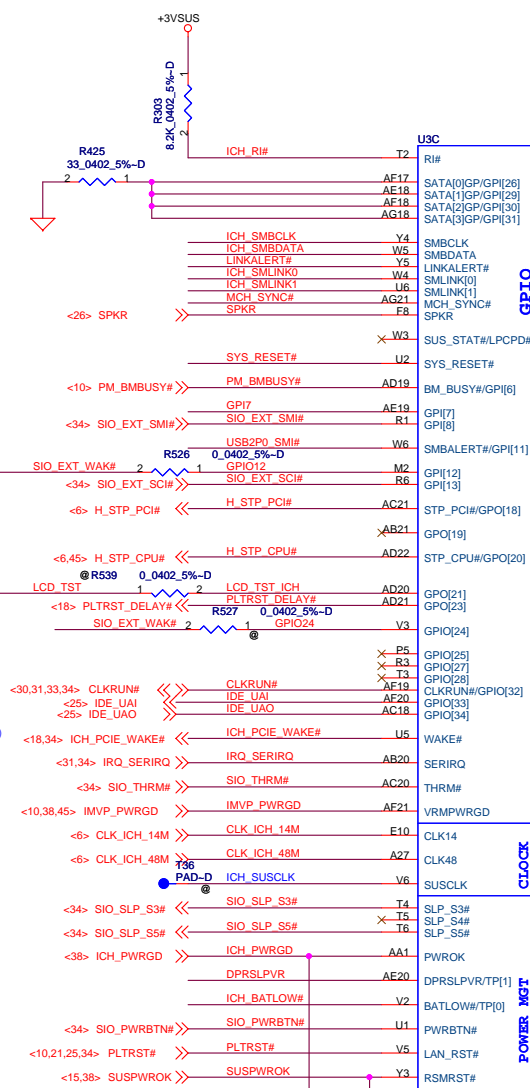 +3VSUS
R303
8.2K_0402_5%~D
1
2
U3C
R425
33_0402_5%~D
2 1
ICH_RI# T2 RI#
AF17 SATA[0]GP/GPI[26]
AE18 SATA[1]GP/GPI[29]
AF18 SATA[2]GP/GPI[30]
AG18 SATA[3]GP/GPI[31]
GPIO
ICH_SMBCLK Y4 SMBCLK
ICH_SMBDATA W5 SMBDATA
LINKALERT# Y5 LINKALERT#
ICH_SMLINK0 W4 SMLINK[0]
ICH_SMLINK1 U6 SMLINK[1]
MCH_SYNC# AG21 MCH_SYNC#
<26> SPKR SPKR F8 SPKR
W3 SUS_STAT#/LPCPD#
SYS_RESET# U2 SYS_RESET#
<10> PM_BMBUSY# PM_BMBUSY# AD19 BM_BUSY#/GPI[6]
GPI7 AE19 GPI[7]
<34> SIO_EXT_SMI# SIO_EXT_SMI# R1 GPI[8]
USB2P0_SMI# W6 SMBALERT#/GPI[11]
R526 0_0402_5%~D
SIO_EXT_WAK# 2 1 GPIO12 M2 GPI[12]
<34> SIO_EXT_SCI# SIO_EXT_SCI# R6 GPI[13]
<6> H_STP_PCI# H_STP_PCI# AC21 STP_PCI#/GPO[18]
AB21 GPO[19]
<6,45> H_STP_CPU# H_STP_CPU# AD22 STP_CPU#/GPO[20]
@ R539 0_0402_5%~D
LCD_TST 1 2 LCD_TST_ICH AD20 GPO[21]
<18> PLTRST_DELAY# PLTRST_DELAY# AD21 GPO[23]
R527 0_0402_5%~D
SIO_EXT_WAK# 2 1 GPIO24 V3 GPIO[24]
@
P5 GPIO[25]
R3 GPIO[27]
T3 GPIO[28]
<30,31,33,34> CLKRUN# CLKRUN# AF19 CLKRUN#/GPIO[32]
<25> IDE_UAI IDE_UAI AF20 GPIO[33]
<25> IDE_UAO IDE_UAO AC18 GPIO[34]
<18,34> ICH_PCIE_WAKE# ICH_PCIE_WAKE# U5 WAKE#
<31,34> IRQ_SERIRQ IRQ_SERIRQ AB20 SERIRQ
<34> SIO_THRM# SIO_THRM# AC20 THRM#
<10,38,45> IMVP_PWRGD IMVP_PWRGD AF21 VRMPWRGD
<6> CLK_ICH_14M CLK_ICH_14M E10 CLK14
<6> CLK_ICH_48M CLK_ICH_48M A27 CLK48
CLOCK
T36
PAD~D ICH_SUSCLK V6 SUSCLK
@
<34> SIO_SLP_S3# SIO_SLP_S3# T4 SLP_S3#
T5 SLP_S4#
<34> SIO_SLP_S5# SIO_SLP_S5# T6 SLP_S5#
<38> ICH_PWRGD ICH_PWRGD AA1 PWROK
DPRSLPVR AE20 DPRSLPVR/TP[1]
ICH_BATLOW# V2 BATLOW#/TP[0]
POWER MGT
<34> SIO_PWRBTN# SIO_PWRBTN# U1 PWRBTN#
<10,21,25,34> PLTRST# PLTRST# V5 LAN_RST#
<15,38> SUSPWROK SUSPWROK Y3 RSMRST#